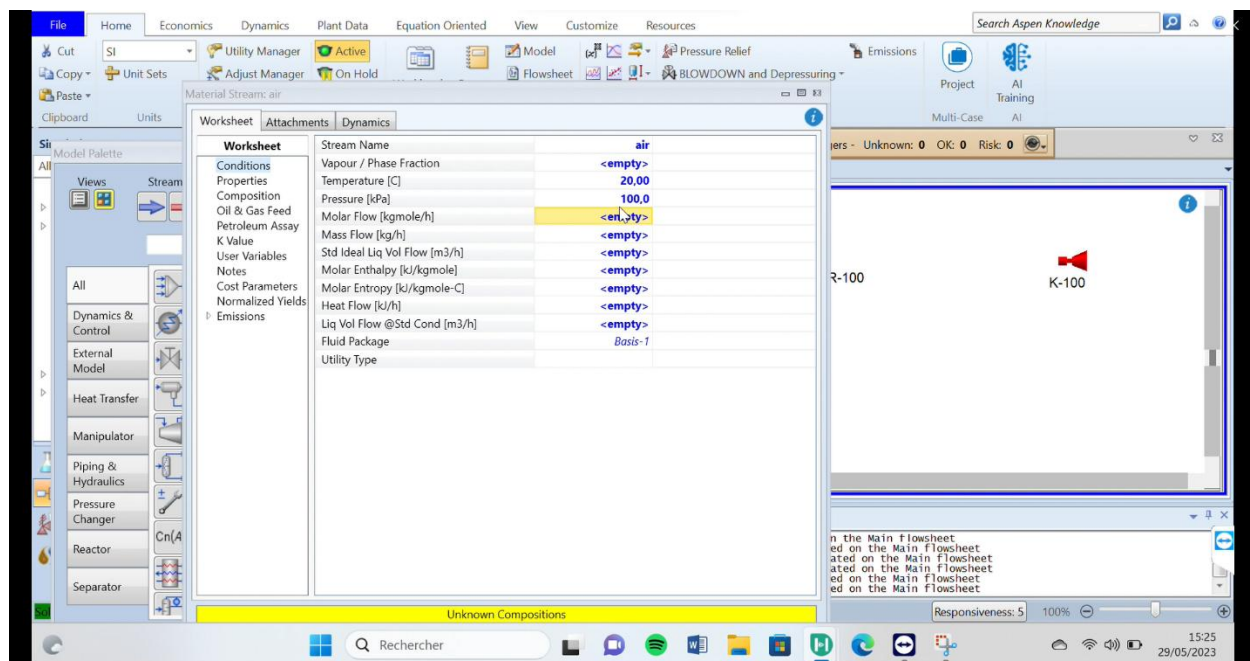 File Home Economics Dynamics Plant Data Equation Oriented View Customize Resources Search Aspen Knowledge
Cut SI Utility Manager Active Model Pressure Relief Emissions
Copy Unit Sets Adjust Manager On Hold Flowsheet BLOWDOWN and Depressuring Project AI Training
Paste
Clipboard Units Multi-Case AI
Material Stream: air
Worksheet Attachments Dynamics
Unknown: 0 OK: 0 Risk: 0
Model Palette
All
Views Stream
All
Dynamics & Control
External Model
Heat Transfer
Manipulator
Piping & Hydraulics
Pressure Changer
Reactor
Separator
Worksheet
Conditions
Properties
Composition
Oil & Gas Feed
Petroleum Assay
K Value
User Variables
Notes
Cost Parameters
Normalized Yields
Emissions
Stream Name air
Vapour / Phase Fraction <empty>
Temperature [C] 20,00
Pressure [kPa] 100,0
Molar Flow [kgmole/h] <empty>
Mass Flow [kg/h] <empty>
Std Ideal Liq Vol Flow [m3/h] <empty>
Molar Enthalpy [kJ/kgmole] <empty>
Molar Entropy [kJ/kgmole-C] <empty>
Heat Flow [kJ/h] <empty>
Liq Vol Flow @Std Cond [m3/h] <empty>
Fluid Package Basis-1
Utility Type
Unknown Compositions
K-100
n the Main flowsheet
ed on the Main flowsheet
ated on the Main flowsheet
ated on the Main flowsheet
ed on the Main flowsheet
ed on the Main flowsheet
Responsiveness: 5 100%
Rechercher
15:25
29/05/2023